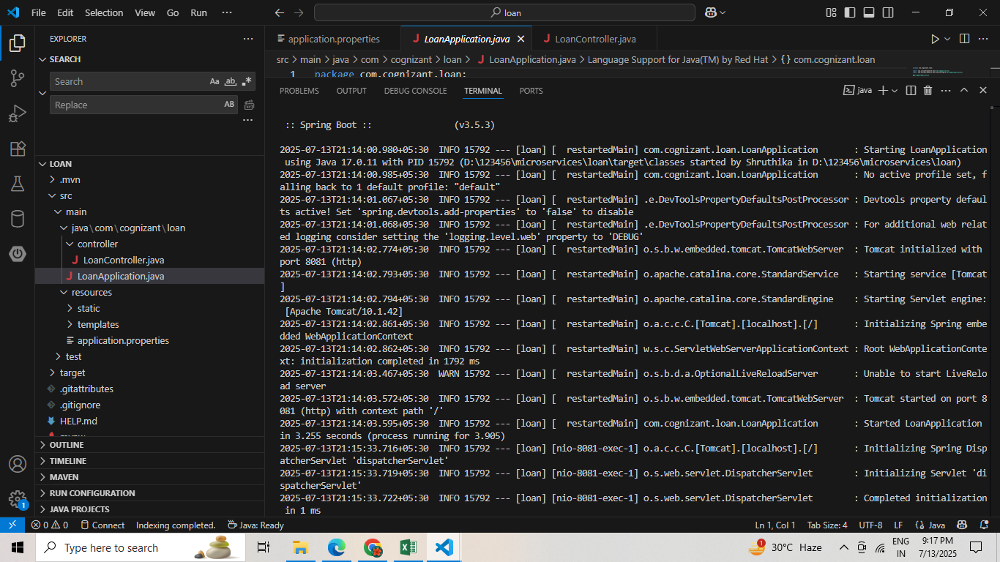 File Edit Selection View Go Run ···
loan
EXPLORER ···
SEARCH
Search Aa ab
Replace AB
···
LOAN
.mvn
src
main
java\com\cognizant\loan
controller
LoanController.java
LoanApplication.java
resources
static
templates
application.properties
test
target
.gitattributes
.gitignore
HELP.md
OUTLINE
TIMELINE
MAVEN
RUN CONFIGURATION
JAVA PROJECTS
application.properties LoanApplication.java LoanController.java
src > main > java > com > cognizant > loan > LoanApplication.java > Language Support for Java(TM) by Red Hat > {} com.cognizant.loan
1 package com.cognizant.loan;
PROBLEMS OUTPUT DEBUG CONSOLE TERMINAL PORTS java
:: Spring Boot :: (v3.5.3)
2025-07-13T21:14:00.980+05:30 INFO 15792 --- [loan] [ restartedMain] com.cognizant.loan.LoanApplication : Starting LoanApplication
using Java 17.0.11 with PID 15792 (D:\123456\microservices\loan\target\classes started by Shruthika in D:\123456\microservices\loan)
2025-07-13T21:14:00.985+05:30 INFO 15792 --- [loan] [ restartedMain] com.cognizant.loan.LoanApplication : No active profile set, f
alling back to 1 default profile: "default"
2025-07-13T21:14:01.067+05:30 INFO 15792 --- [loan] [ restartedMain] .e.DevToolsPropertyDefaultsPostProcessor : Devtools property defaul
ts active! Set 'spring.devtools.add-properties' to 'false' to disable
2025-07-13T21:14:01.068+05:30 INFO 15792 --- [loan] [ restartedMain] .e.DevToolsPropertyDefaultsPostProcessor : For additional web relat
ed logging consider setting the 'logging.level.web' property to 'DEBUG'
2025-07-13T21:14:02.774+05:30 INFO 15792 --- [loan] [ restartedMain] o.s.b.w.embedded.tomcat.TomcatWebServer : Tomcat initialized with
port 8081 (http)
2025-07-13T21:14:02.793+05:30 INFO 15792 --- [loan] [ restartedMain] o.apache.catalina.core.StandardService : Starting service [Tomcat
]
2025-07-13T21:14:02.794+05:30 INFO 15792 --- [loan] [ restartedMain] o.apache.catalina.core.StandardEngine : Starting Servlet engine:
[Apache Tomcat/10.1.42]
2025-07-13T21:14:02.861+05:30 INFO 15792 --- [loan] [ restartedMain] o.a.c.c.C.[Tomcat].[localhost].[/] : Initializing Spring embe
dded WebApplicationContext
2025-07-13T21:14:02.862+05:30 INFO 15792 --- [loan] [ restartedMain] w.s.c.ServletWebServerApplicationContext : Root WebApplicationConte
xt: initialization completed in 1792 ms
2025-07-13T21:14:03.467+05:30 WARN 15792 --- [loan] [ restartedMain] o.s.b.d.a.OptionalLiveReloadServer : Unable to start LiveRelo
ad server
2025-07-13T21:14:03.572+05:30 INFO 15792 --- [loan] [ restartedMain] o.s.b.w.embedded.tomcat.TomcatWebServer : Tomcat started on port 8
081 (http) with context path '/'
2025-07-13T21:14:03.595+05:30 INFO 15792 --- [loan] [ restartedMain] com.cognizant.loan.LoanApplication : Started LoanApplication
in 3.255 seconds (process running for 3.905)
2025-07-13T21:15:33.716+05:30 INFO 15792 --- [loan] [nio-8081-exec-1] o.a.c.c.C.[Tomcat].[localhost].[/] : Initializing Spring Disp
atcherServlet 'dispatcherServlet'
2025-07-13T21:15:33.719+05:30 INFO 15792 --- [loan] [nio-8081-exec-1] o.s.web.servlet.DispatcherServlet : Initializing Servlet 'di
spatcherServlet'
2025-07-13T21:15:33.722+05:30 INFO 15792 --- [loan] [nio-8081-exec-1] o.s.web.servlet.DispatcherServlet : Completed initialization
in 1 ms
1
0 0 Connect Indexing completed. Java: Ready Ln 1, Col 1 Tab Size: 4 UTF-8 LF Java
Type here to search 1 30°C Haze ENG 9:17 PM
IN 7/13/2025